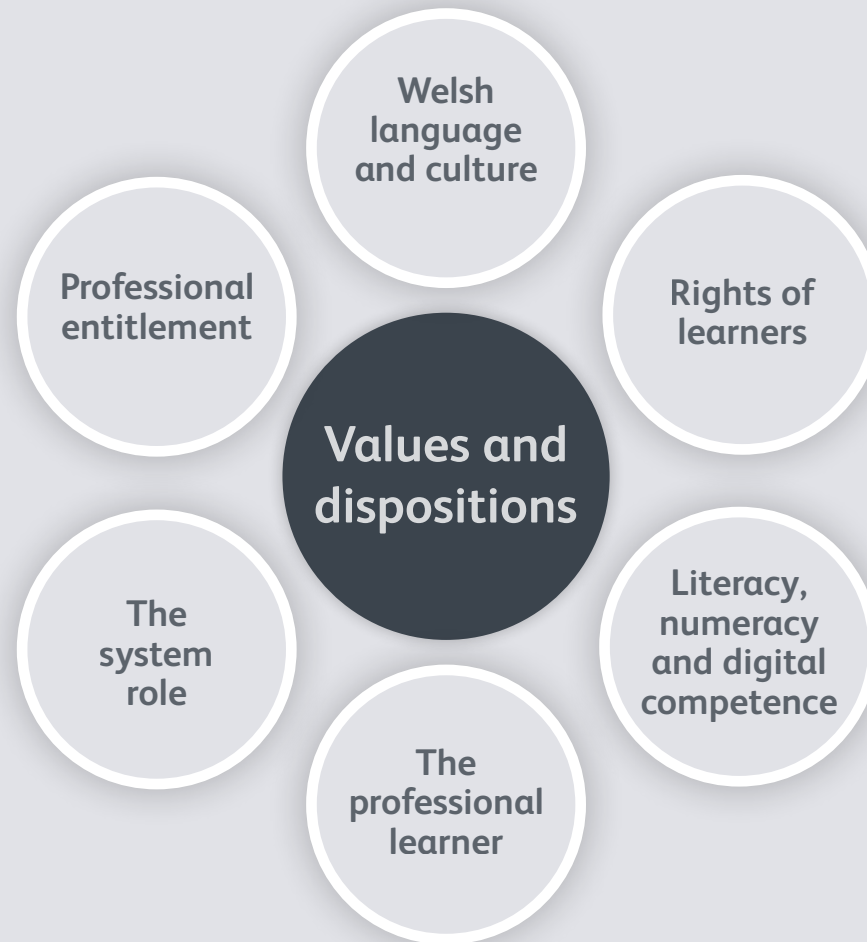 Welsh
language
and culture
Professional
entitlement
Rights of
learners
Values and
dispositions
The
system
role
Literacy,
numeracy
and digital
competence
The
professional
learner